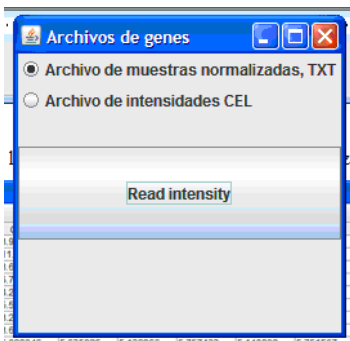 Archivos de genes
Archivo de muestras normalizadas, TXT
Archivo de intensidades CEL
Read intensity